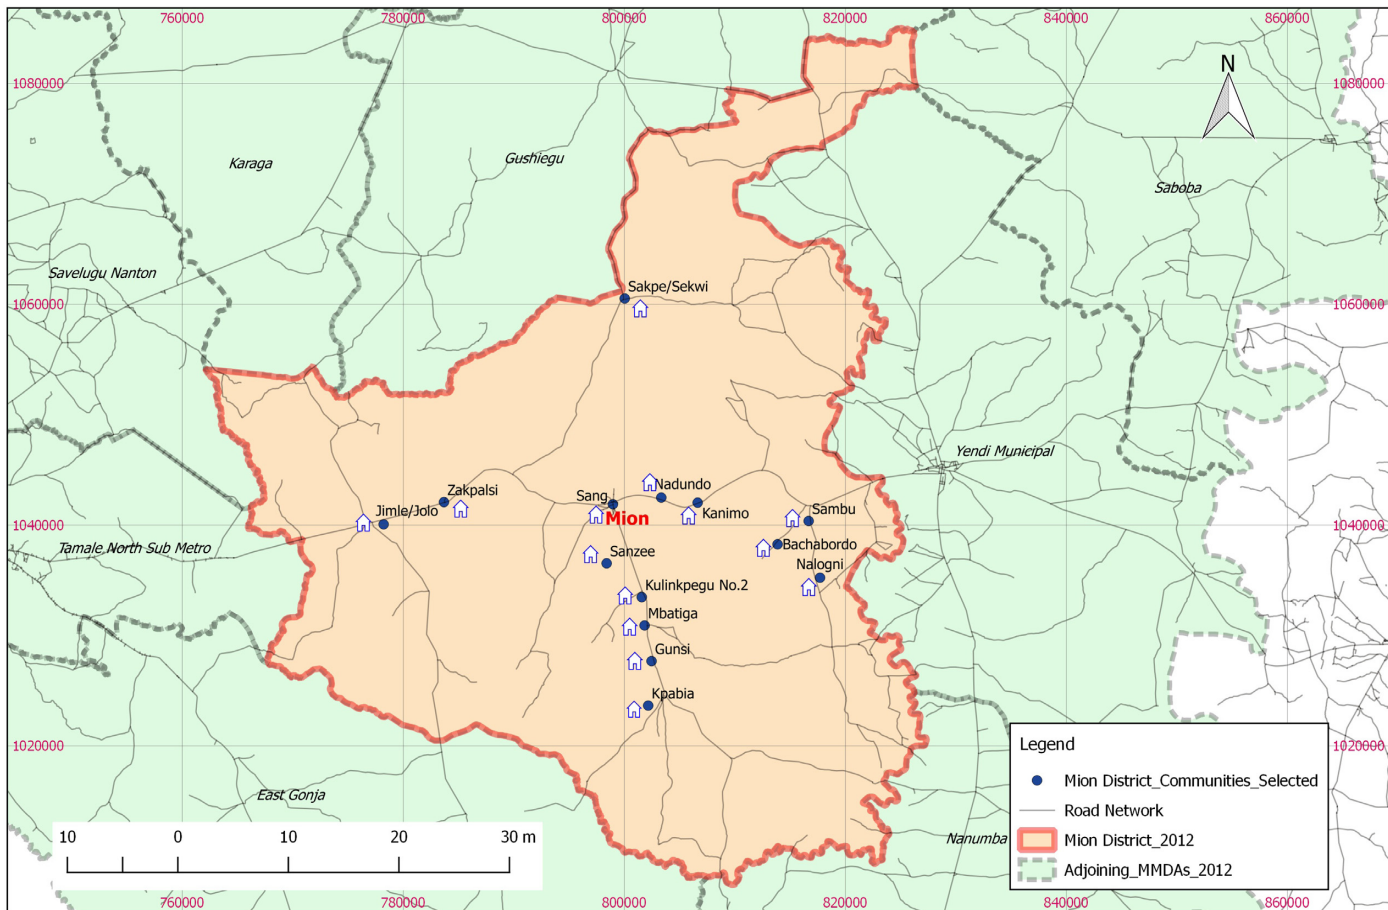 760000 780000 800000 820000 840000 860000
N
1080000 1080000
Karaga
Gushiegu
Saboba
Savelugu Nanton
Sakpe/Sekwi
1060000 1060000
Yendi Municipal
Nadundo
Zakpalsi
Sang
Jimle/Jolo
Kanimo
Sambu
Mion
1040000 1040000
Bachabordo
Tamale North Sub Metro
Sanzee
Nalogni
Kulinkpegu No.2
Mbatiga
Gunsi
Kpabia
1020000 1020000
East Gonja
Nanumba
10 0 10 20 30 m
Legend
Mion District_Communities_Selected
Road Network
Mion District_2012
Adjoining_MMDAs_2012
760000 780000 800000 820000 840000 860000